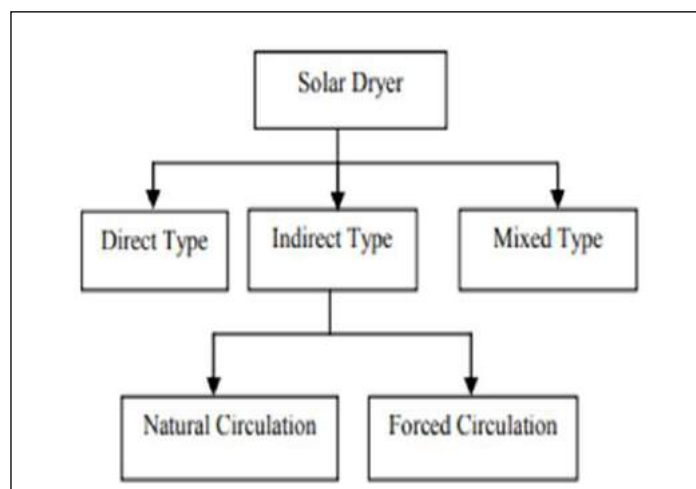 Solar Dryer
Direct Type
Indirect Type
Mixed Type
Natural Circulation
Forced Circulation